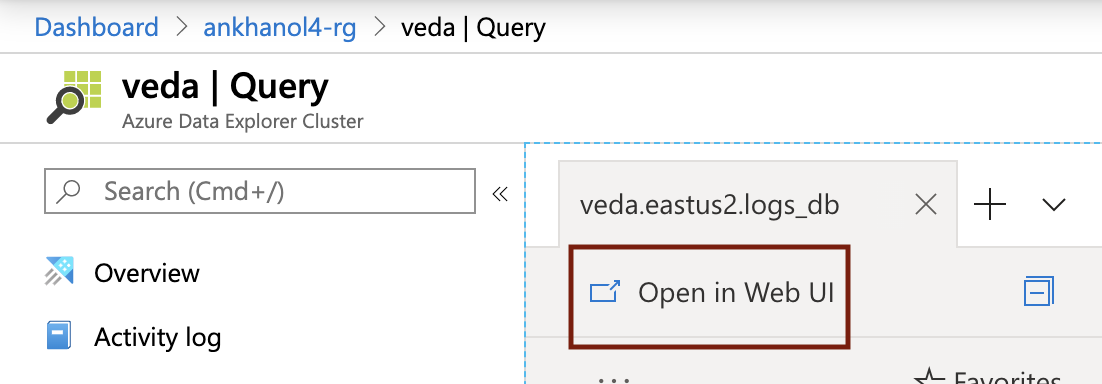 Dashboard > ankhanol4-rg > veda | Query
veda | Query
Azure Data Explorer Cluster
Search (Cmd+/)
«
Overview
Activity log
veda.eastus2.logs_db
Open in Web UI
...
Favorites